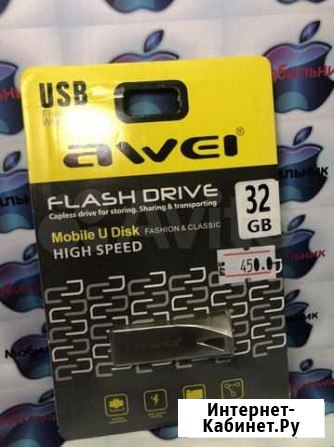 USB
awei®
FLASH DRIVE
Capless drive for storing. Sharing & transporting
32
GB
Mobile U Disk FASHION & CLASSIC
HIGH SPEED
450.0
Мобильник
Интернет-
Кабинет.Ру